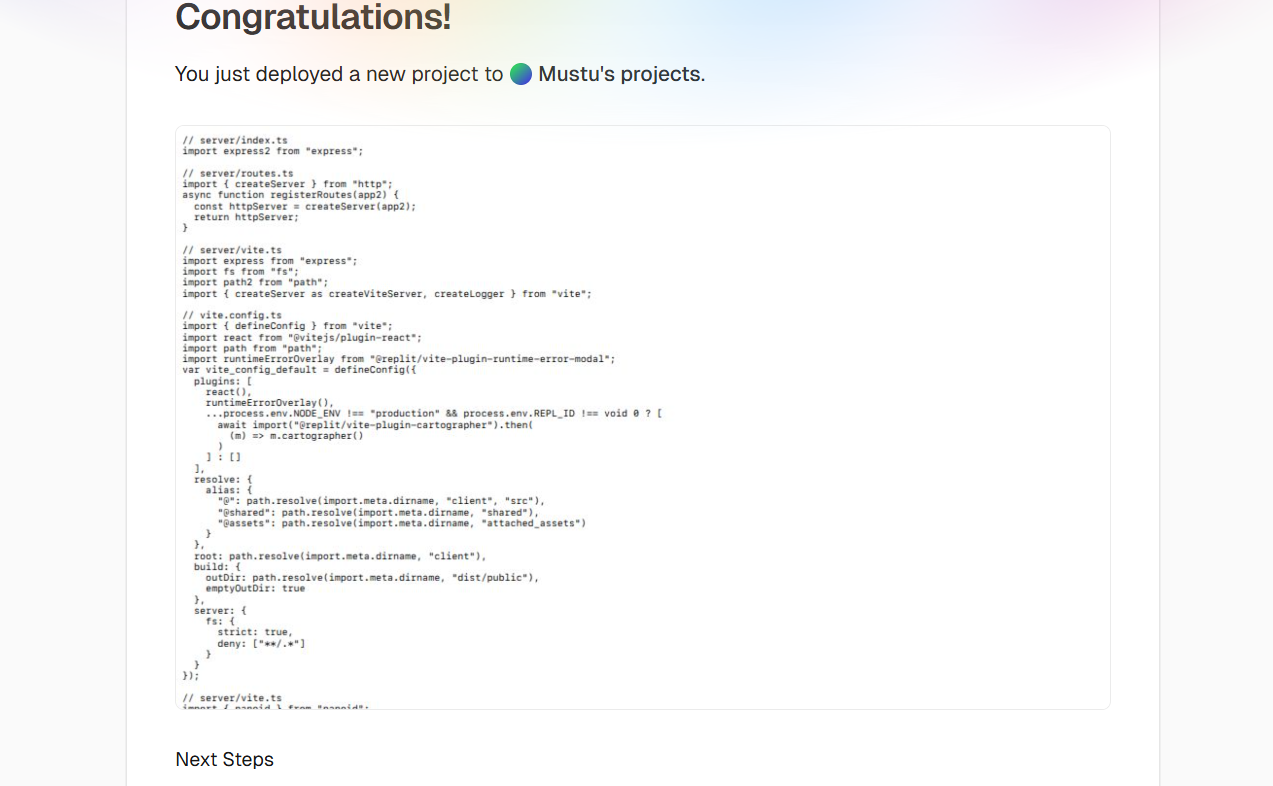 Congratulations!
You just deployed a new project to Mustu's projects.
// server/index.ts
import express2 from "express";
// server/routes.ts
import { createServer } from "http";
async function registerRoutes(app2) {
  const httpServer = createServer(app2);
  return httpServer;
}
// server/vite.ts
import express from "express";
import fs from "fs";
import path2 from "path";
import { createServer as createViteServer, createLogger } from "vite";
// vite.config.ts
import { defineConfig } from "vite";
import react from "@vitejs/plugin-react";
import path from "path";
import runtimeErrorOverlay from "@replit/vite-plugin-runtime-error-modal";
var vite_config_default = defineConfig({
  plugins: [
    react(),
    runtimeErrorOverlay(),
    ...process.env.NODE_ENV !== "production" && process.env.REPL_ID !== void 0 ? [
      await import("@replit/vite-plugin-cartographer").then(
        (m) => m.cartographer()
      )
    ] : []
  ],
  resolve: {
    alias: {
      "@": path.resolve(import.meta.dirname, "client", "src"),
      "@shared": path.resolve(import.meta.dirname, "shared"),
      "@assets": path.resolve(import.meta.dirname, "attached_assets")
    }
  },
  root: path.resolve(import.meta.dirname, "client"),
  build: {
    outDir: path.resolve(import.meta.dirname, "dist/public"),
    emptyOutDir: true
  },
  server: {
    fs: {
      strict: true,
      deny: ["**/.*"]
    }
  }
});
// server/vite.ts
import { nanoid } from "nanoid";
Next Steps